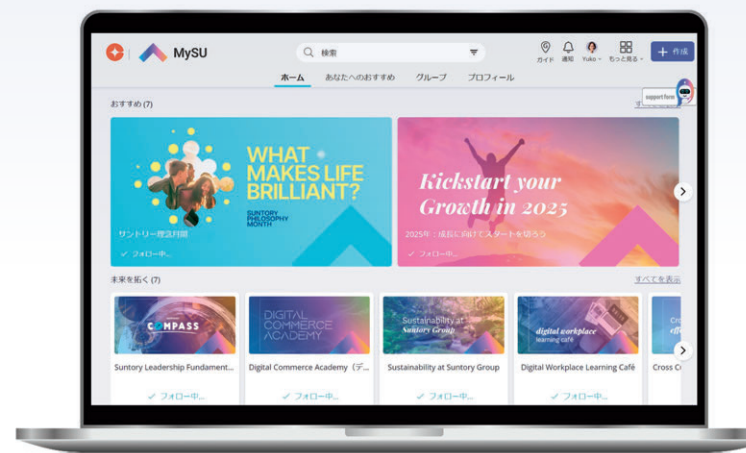 MySU
検索
ガイド
通知
Yuko
もっと見る
+ 作成
ホーム
あなたへのおすすめ
グループ
プロフィール
support form
おすすめ (7)
WHAT
MAKES LIFE
BRILLIANT?
SUNTORY
PHILOSOPHY
MONTH
サントリー理念月間
✓ フォロー中...
Kickstart your
Growth in 2025
2025年：成長に向けてスタートを切ろう
✓ フォロー中...
未来を拓く (7)
すべてを表示
COMPASS
Suntory Leadership Fundament...
✓ フォロー中...
DIGITAL
COMMERCE
ACADEMY
Digital Commerce Academy（デ...
✓ フォロー中...
Sustainability at
Suntory Group
Sustainability at Suntory Group
✓ フォロー中...
digital workplace
learning café
Digital Workplace Learning Café
✓ フォロー中...